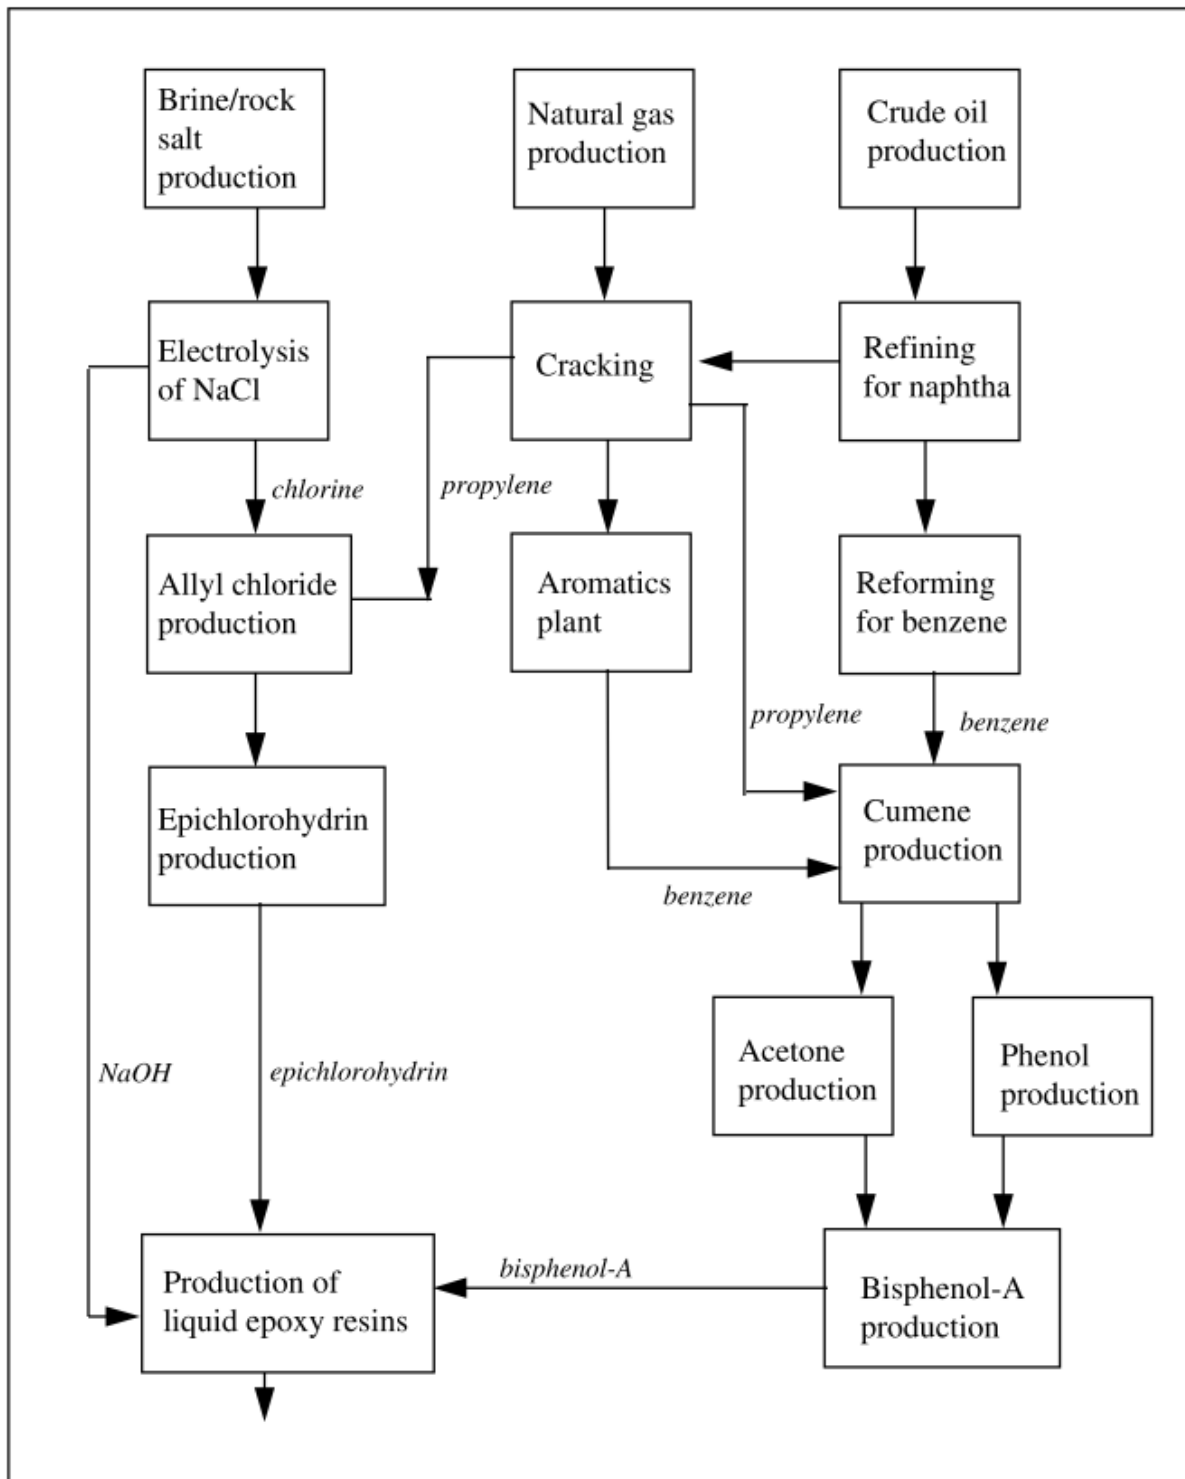 Brine/rock
salt
production
Natural gas
production
Crude oil
production
Electrolysis
of NaCl
Cracking
Refining
for naphtha
chlorine
propylene
Allyl chloride
production
Aromatics
plant
Reforming
for benzene
propylene
benzene
Epichlorohydrin
production
Cumene
production
benzene
Acetone
production
Phenol
production
NaOH
epichlorohydrin
bisphenol-A
Production of
liquid epoxy resins
Bisphenol-A
production